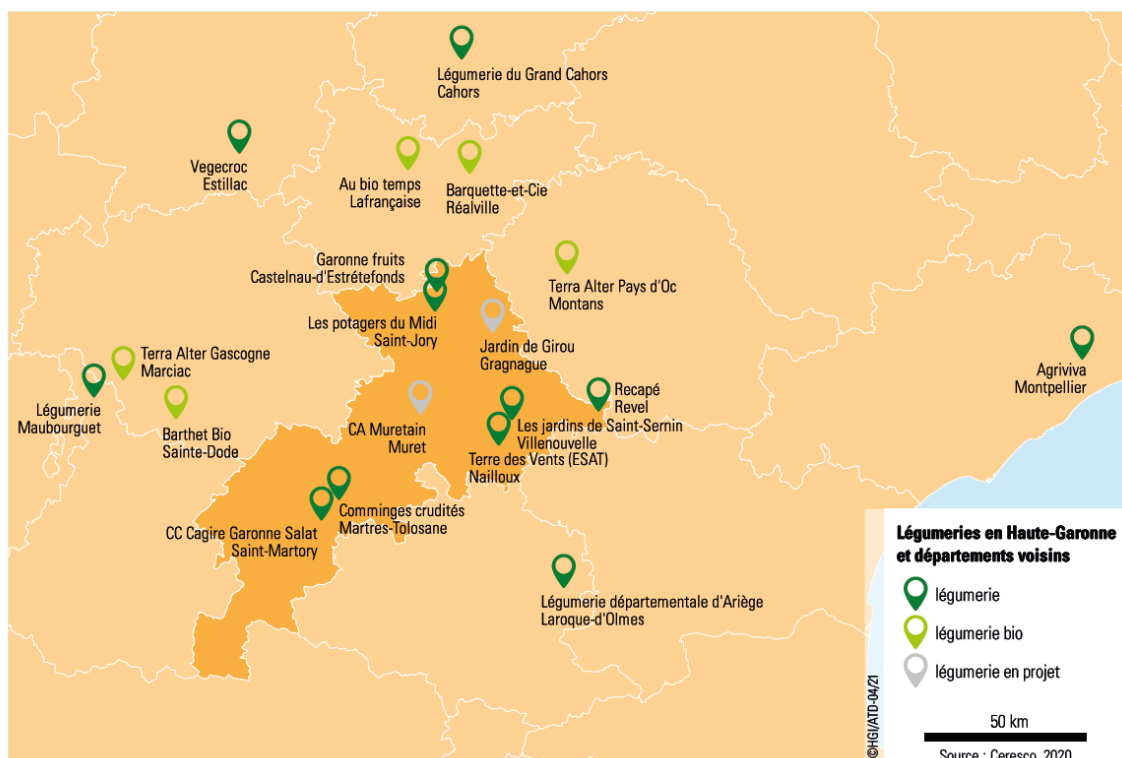 Légumerie du Grand Cahors
Cahors
Vegecroc
Estillac
Au bio temps
Lafrançaise
Barquette-et-Cie
Réalville
Garonne fruits
Castelnau-d'Estrétefonds
Terra Alter Pays d'Oc
Montans
Les potagers du Midi
Saint-Jory
Jardin de Girou
Gragnague
Terra Alter Gascogne
Marciac
Agriviva
Montpellier
Légumerie
Maubourguet
Barthet Bio
Sainte-Dode
CA Muretain
Muret
Recapé
Revel
Les jardins de Saint-Sernin
Villenouvelle
Terre des Vents (ESAT)
Nailloux
Comminges crudités
Martres-Tolosane
CC Cagire Garonne Salat
Saint-Martory
Légumerie départementale d'Ariège
Laroque-d'Olmes
Légumeries en Haute-Garonne
et départements voisins
légumerie
légumerie bio
légumerie en projet
50 km
Source : Ceresco, 2020
©HGI/ATD-04/21